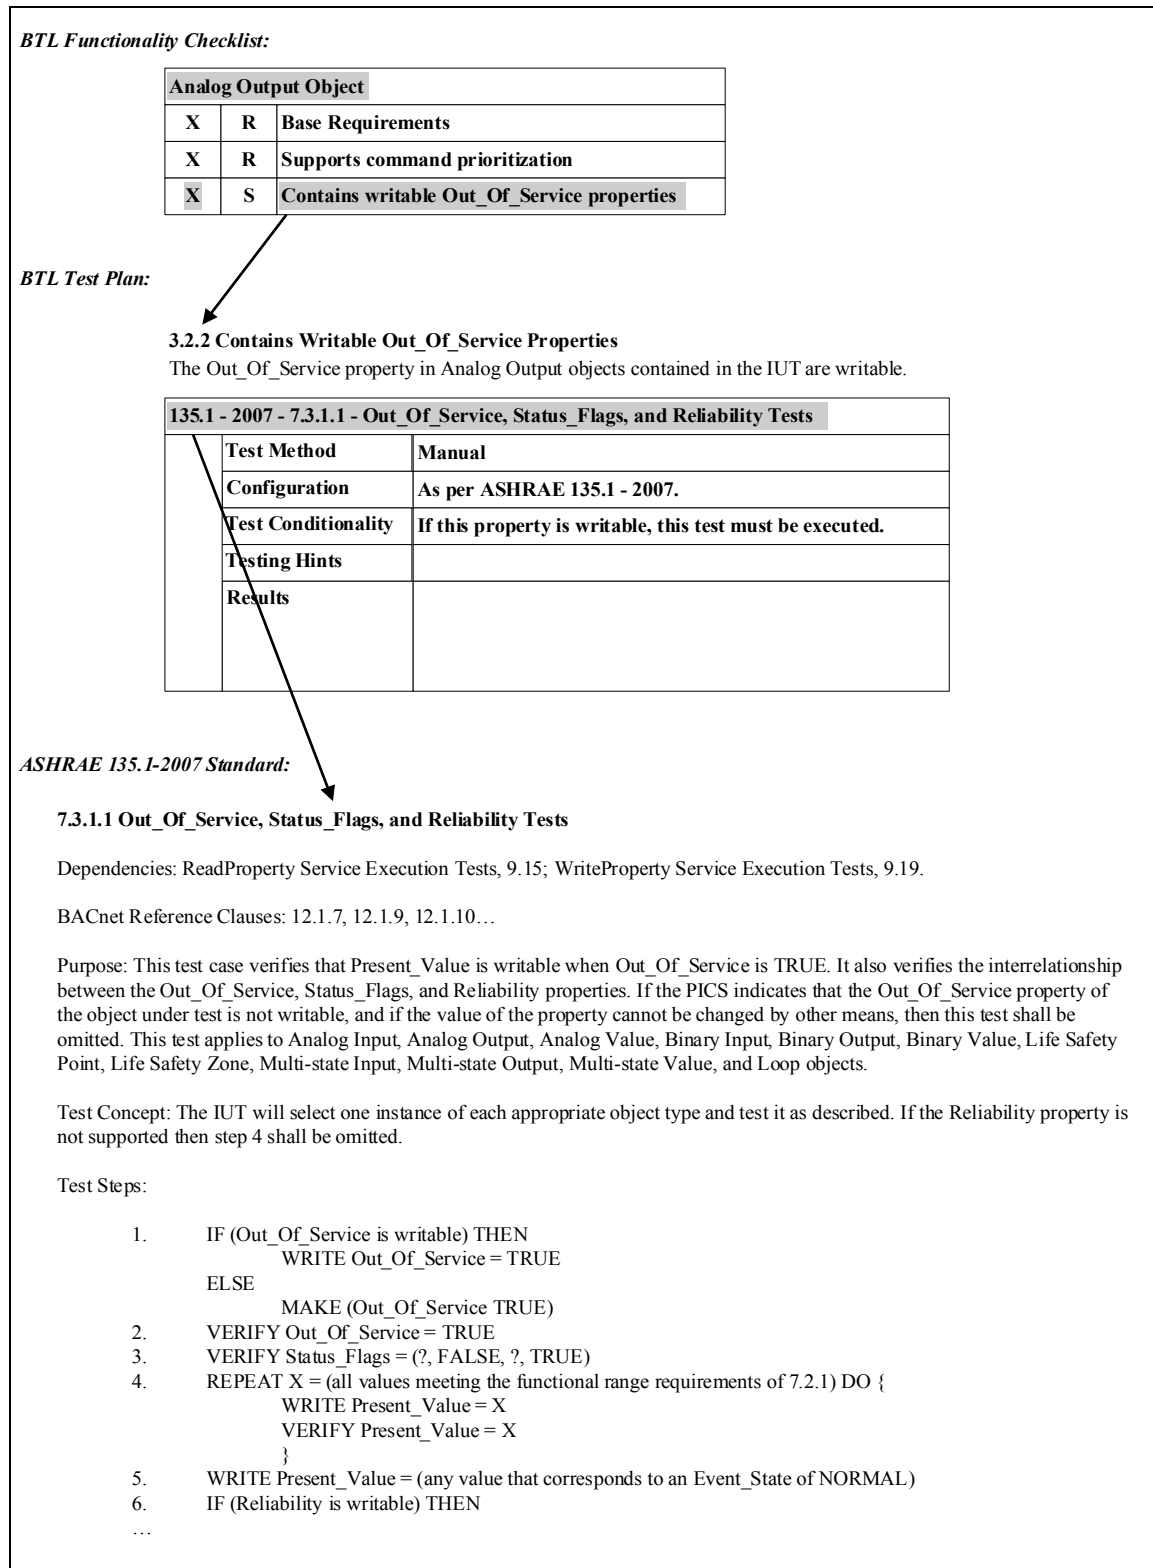 BTL Functionality Checklist:
Analog Output Object
X R Base Requirements
X R Supports command prioritization
X S Contains writable Out_Of_Service properties
BTL Test Plan:
3.2.2 Contains Writable Out_Of_Service Properties
The Out_Of_Service property in Analog Output objects contained in the IUT are writable.
135.1 - 2007 - 7.3.1.1 - Out_Of_Service, Status_Flags, and Reliability Tests
Test Method Manual
Configuration As per ASHRAE 135.1 - 2007.
Test Conditionality If this property is writable, this test must be executed.
Testing Hints
Results
ASHRAE 135.1-2007 Standard:
7.3.1.1 Out_Of_Service, Status_Flags, and Reliability Tests
Dependencies: ReadProperty Service Execution Tests, 9.15; WriteProperty Service Execution Tests, 9.19.
BACnet Reference Clauses: 12.1.7, 12.1.9, 12.1.10…
Purpose: This test case verifies that Present_Value is writable when Out_Of_Service is TRUE. It also verifies the interrelationship
between the Out_Of_Service, Status_Flags, and Reliability properties. If the PICS indicates that the Out_Of_Service property of
the object under test is not writable, and if the value of the property cannot be changed by other means, then this test shall be
omitted. This test applies to Analog Input, Analog Output, Analog Value, Binary Input, Binary Output, Binary Value, Life Safety
Point, Life Safety Zone, Multi-state Input, Multi-state Output, Multi-state Value, and Loop objects.
Test Concept: The IUT will select one instance of each appropriate object type and test it as described. If the Reliability property is
not supported then step 4 shall be omitted.
Test Steps:
1. IF (Out_Of_Service is writable) THEN
WRITE Out_Of_Service = TRUE
ELSE
MAKE (Out_Of_Service TRUE)
2. VERIFY Out_Of_Service = TRUE
3. VERIFY Status_Flags = (?, FALSE, ?, TRUE)
4. REPEAT X = (all values meeting the functional range requirements of 7.2.1) DO {
WRITE Present_Value = X
VERIFY Present_Value = X
}
5. WRITE Present_Value = (any value that corresponds to an Event_State of NORMAL)
6. IF (Reliability is writable) THEN
…